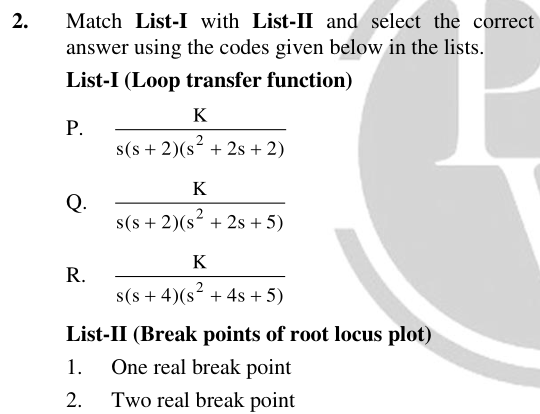 2. Match List-I with List-II and select the correct
answer using the codes given below in the lists.
List-I (Loop transfer function)
P. K / s(s + 2)(s² + 2s + 2)
Q. K / s(s + 2)(s² + 2s + 5)
R. K / s(s + 4)(s² + 4s + 5)
List-II (Break points of root locus plot)
1. One real break point
2. Two real break point